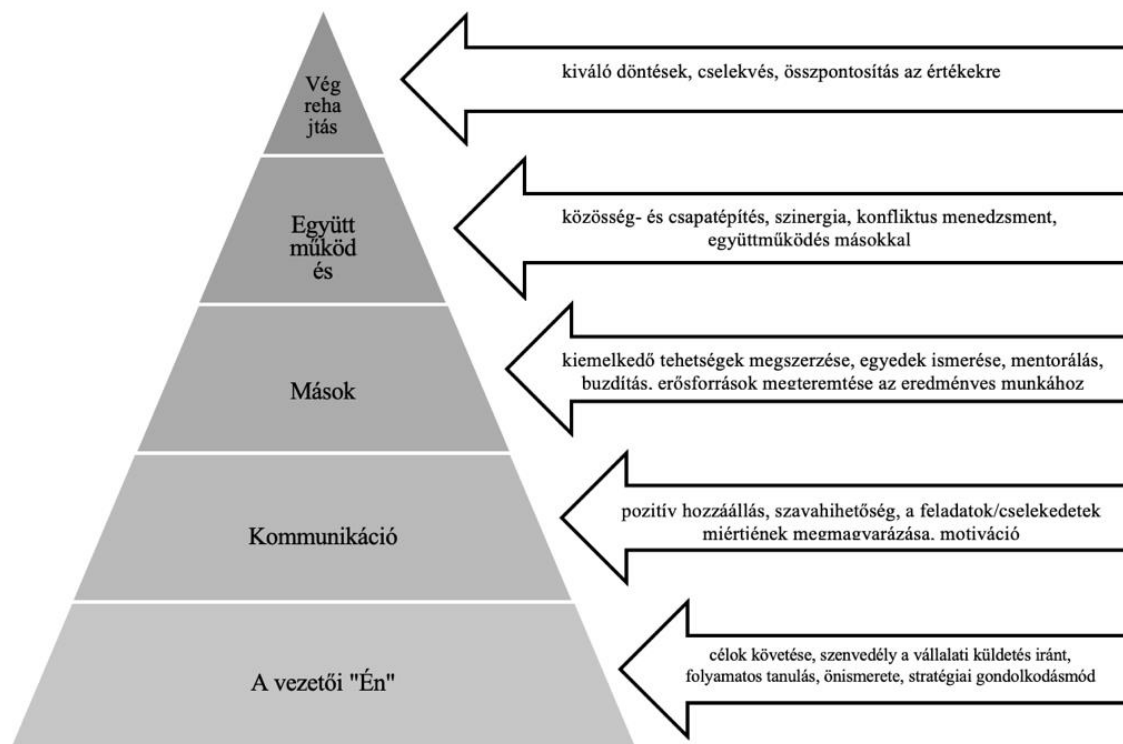 Vég
reha
jtás
kiváló döntések, cselekvés, összpontosítás az értékekre
Együtt
működ
és
közösség- és csapatépítés, szinergia, konfliktus menedzsment,
együttműködés másokkal
Mások
kiemelkedő tehetségek megszerzése, egyedek ismerése, mentorálás,
buzdítás, erősforrások megteremtése az eredményes munkához
Kommunikáció
pozitív hozzáállás, szavahihetőség, a feladatok/cselekedetek
miértjének megmagyarázása, motiváció
A vezetői "Én"
célok követése, szenvedély a vállalati küldetés iránt,
folyamatos tanulás, önismerete, stratégiai gondolkodásmód